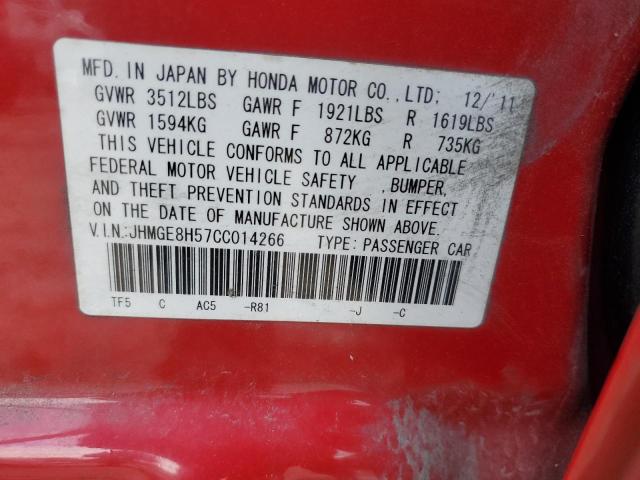 MFD. IN JAPAN BY HONDA MOTOR CO., LTD; 12/'11
GVWR 3512LBS GAWR F 1921LBS R 1619LBS
GVWR 1594KG GAWR F 872KG R 735KG
THIS VEHICLE CONFORMS TO ALL APPLICABLE
FEDERAL MOTOR VEHICLE SAFETY ,BUMPER,
AND THEFT PREVENTION STANDARDS IN EFFECT
ON THE DATE OF MANUFACTURE SHOWN ABOVE.
V.I.N.:JHMGE8H57CC014266 TYPE:PASSENGER CAR
TF5 C AC5 -R81 -J -C